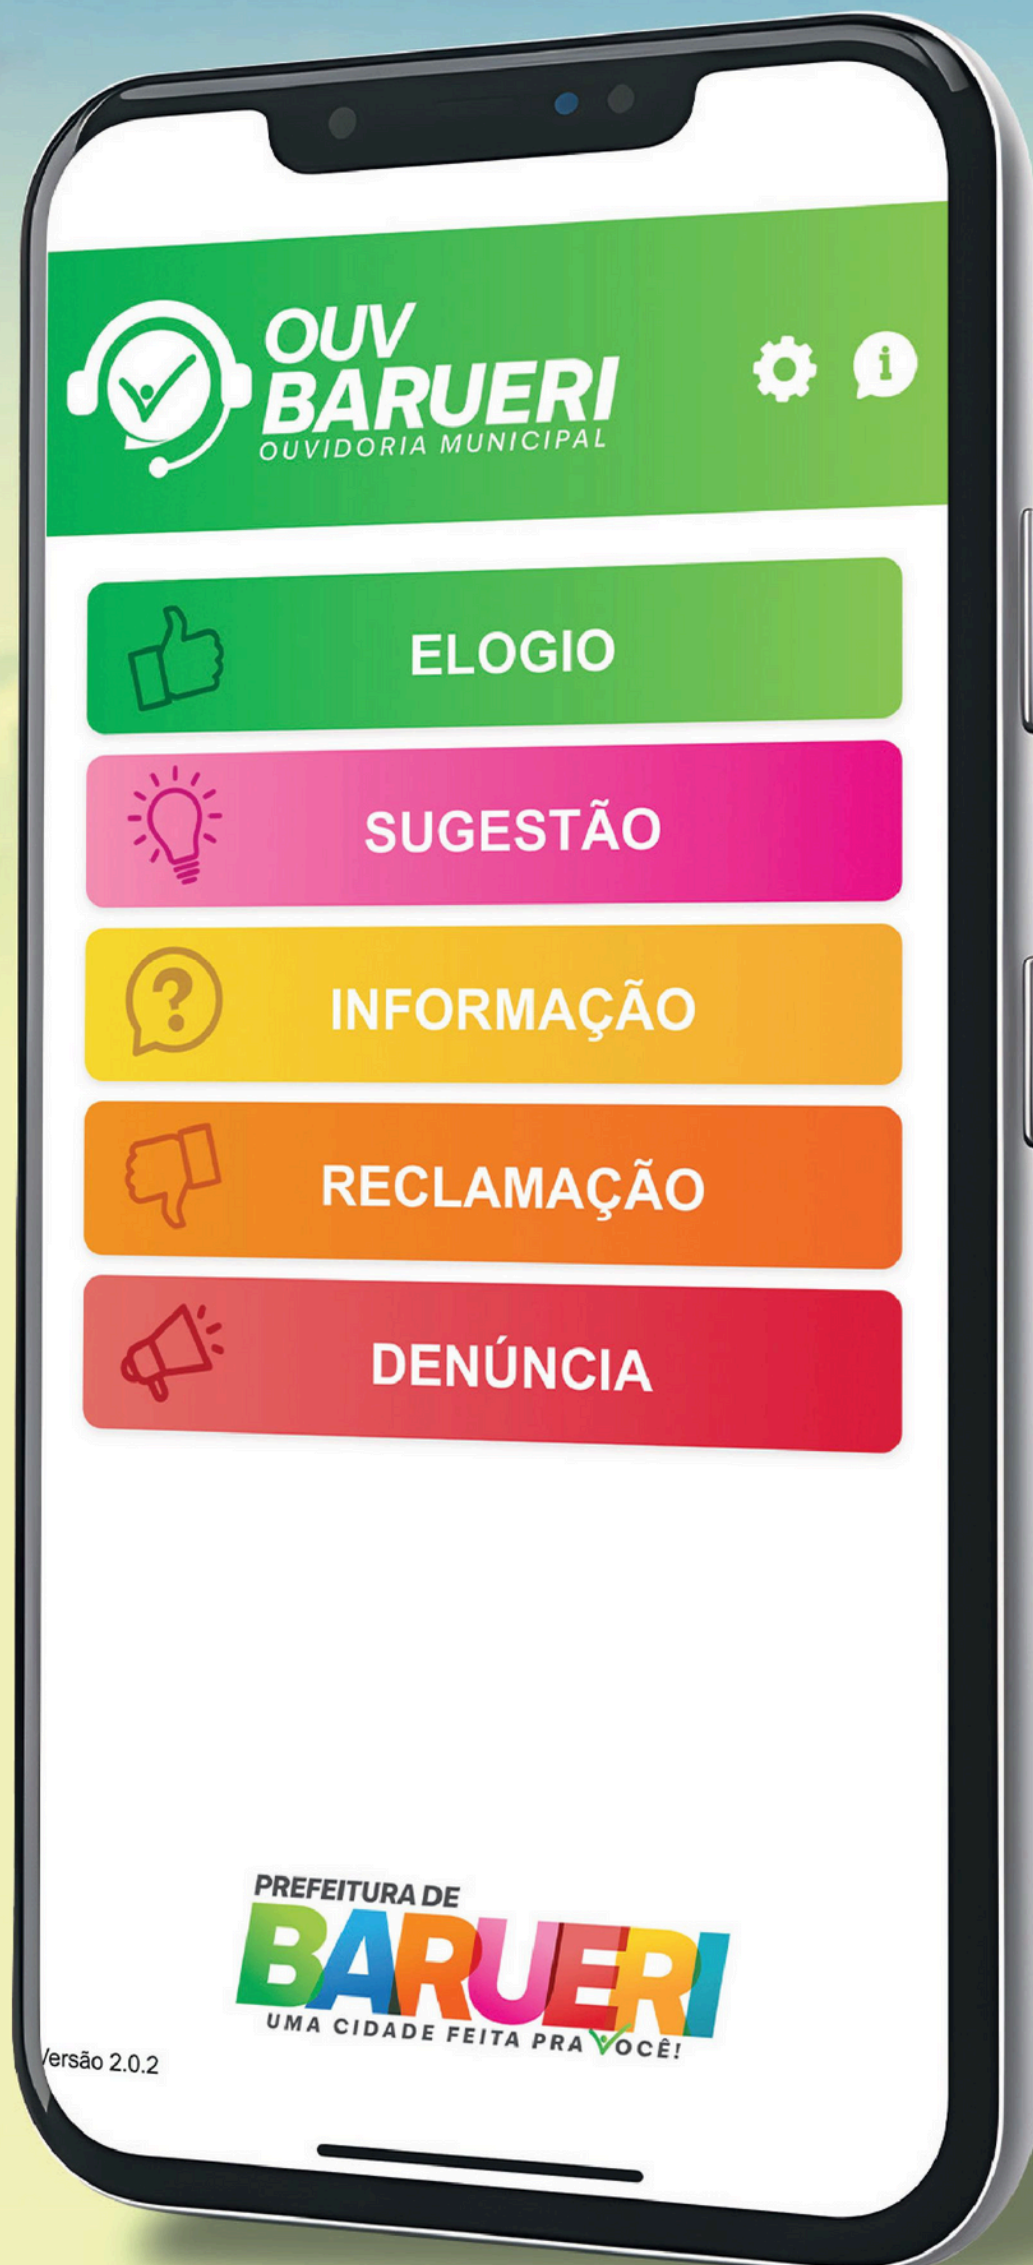 OUV
BARUERI
OUVIDORIA MUNICIPAL
ELOGIO
SUGESTÃO
INFORMAÇÃO
RECLAMAÇÃO
DENÚNCIA
PREFEITURA DE
BARUERI
UMA CIDADE FEITA PRA VOCÊ!
Versão 2.0.2